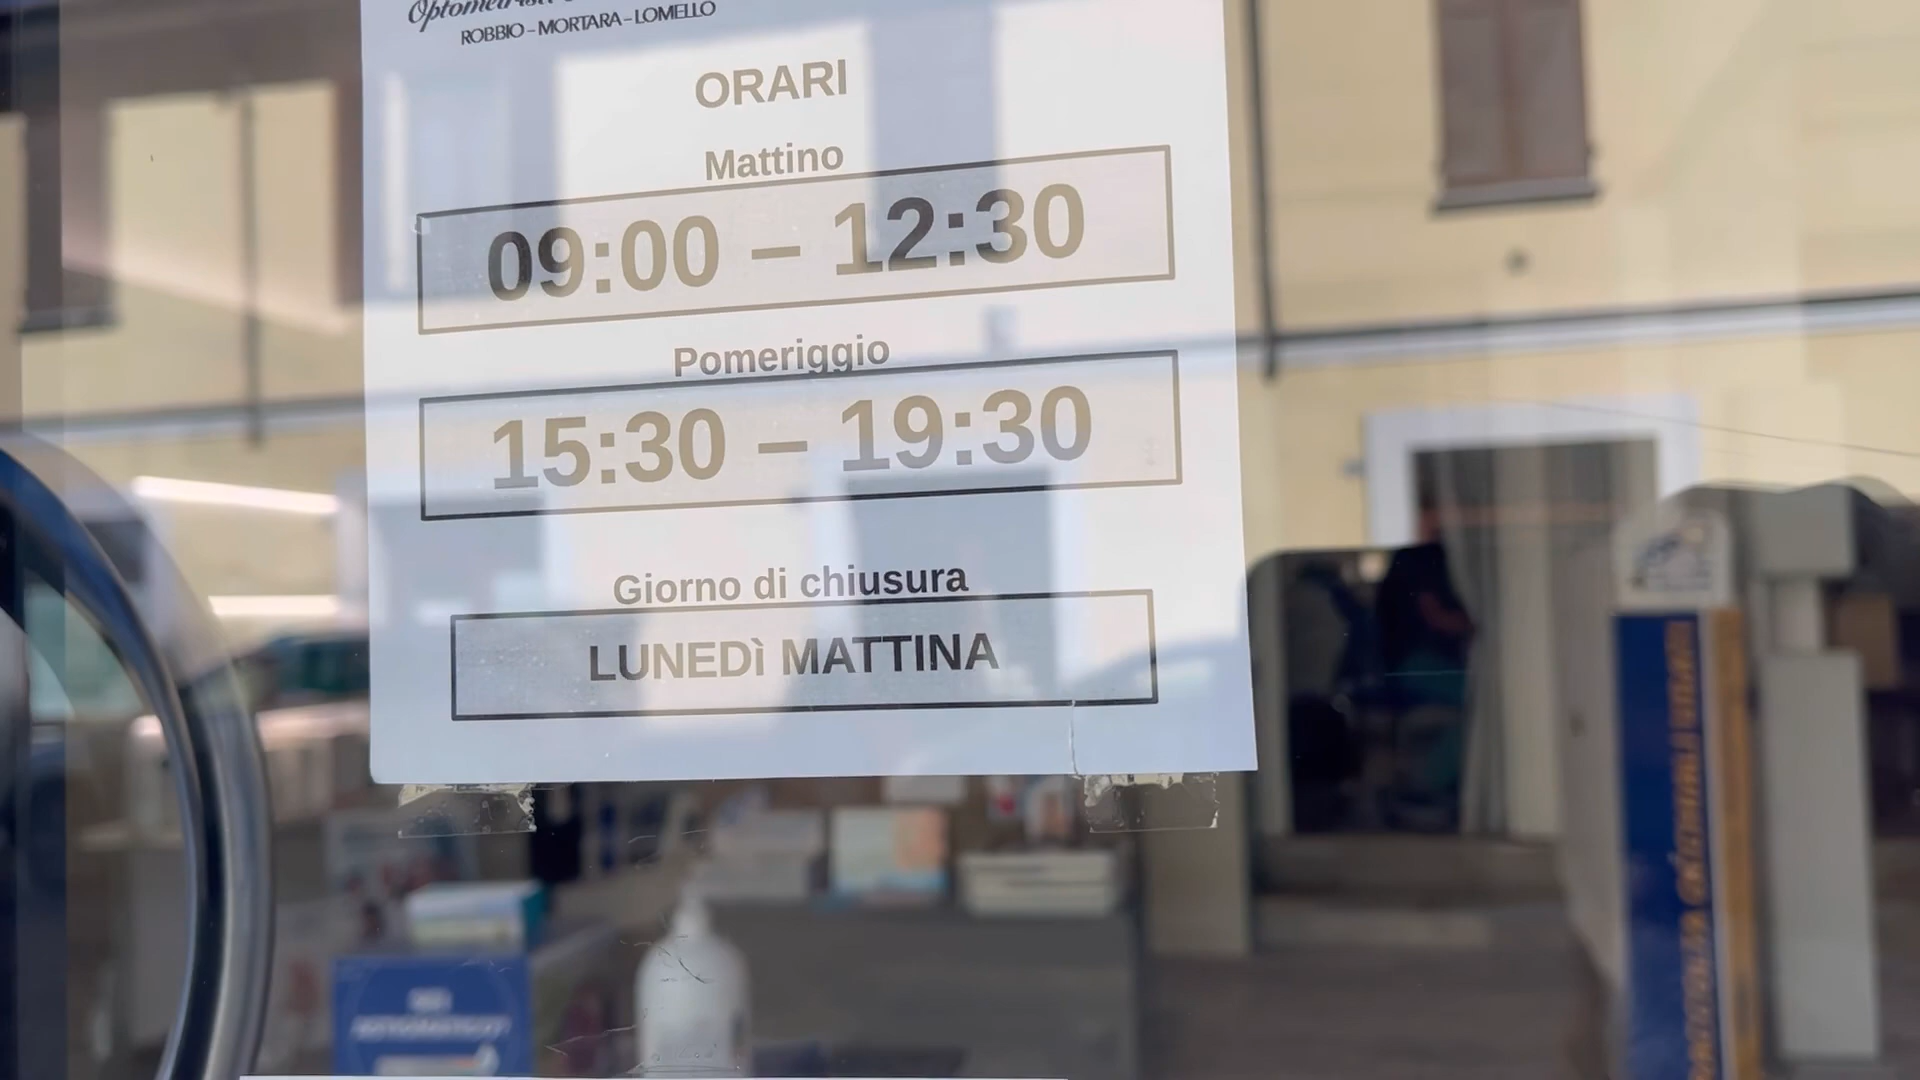 ROBBIO - MORTARA - LOMELLO
ORARI
Mattino
09:00 – 12:30
Pomeriggio
15:30 – 19:30
Giorno di chiusura
LUNEDì MATTINA